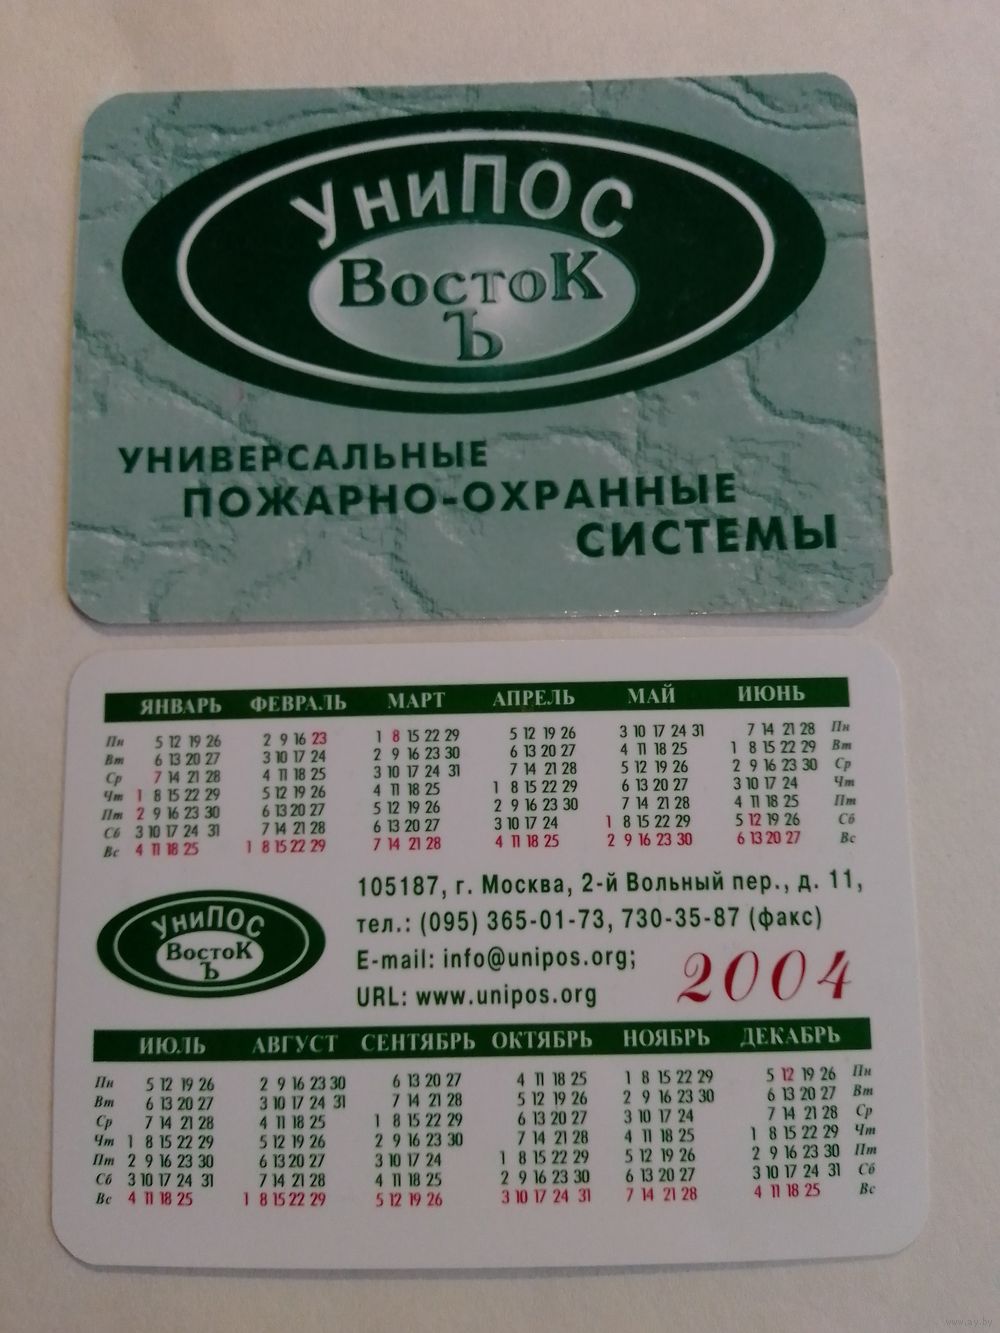 УниПОС
ВостоК
Ъ
УНИВЕРСАЛЬНЫЕ
ПОЖАРНО-ОХРАННЫЕ
СИСТЕМЫ
ЯНВАРЬ ФЕВРАЛЬ МАРТ АПРЕЛЬ МАЙ ИЮНЬ
Пн 5 12 19 26 2 9 16 23 1 8 15 22 29 5 12 19 26 3 10 17 24 31 7 14 21 28 Пн
Вт 6 13 20 27 3 10 17 24 2 9 16 23 30 6 13 20 27 4 11 18 25 1 8 15 22 29 Вт
Ср 7 14 21 28 4 11 18 25 3 10 17 24 31 7 14 21 28 5 12 19 26 2 9 16 23 30 Ср
Чт 1 8 15 22 29 5 12 19 26 4 11 18 25 1 8 15 22 29 6 13 20 27 3 10 17 24 Чт
Пт 2 9 16 23 30 6 13 20 27 5 12 19 26 2 9 16 23 30 7 14 21 28 4 11 18 25 Пт
Сб 3 10 17 24 31 7 14 21 28 6 13 20 27 3 10 17 24 1 8 15 22 29 5 12 19 26 Сб
Вс 4 11 18 25 1 8 15 22 29 7 14 21 28 4 11 18 25 2 9 16 23 30 6 13 20 27 Вс
УниПОС
ВостоК
Ъ
105187, г. Москва, 2-й Вольный пер., д. 11,
тел.: (095) 365-01-73, 730-35-87 (факс)
E-mail: info@unipos.org;
URL: www.unipos.org
2004
ИЮЛЬ АВГУСТ СЕНТЯБРЬ ОКТЯБРЬ НОЯБРЬ ДЕКАБРЬ
Пн 5 12 19 26 2 9 16 23 30 6 13 20 27 4 11 18 25 1 8 15 22 29 5 12 19 26 Пн
Вт 6 13 20 27 3 10 17 24 31 7 14 21 28 5 12 19 26 2 9 16 23 30 6 13 20 27 Вт
Ср 7 14 21 28 4 11 18 25 1 8 15 22 29 6 13 20 27 3 10 17 24 7 14 21 28 Ср
Чт 1 8 15 22 29 5 12 19 26 2 9 16 23 30 7 14 21 28 4 11 18 25 1 8 15 22 29 Чт
Пт 2 9 16 23 30 6 13 20 27 3 10 17 24 1 8 15 22 29 5 12 19 26 2 9 16 23 30 Пт
Сб 3 10 17 24 31 7 14 21 28 4 11 18 25 2 9 16 23 30 6 13 20 27 3 10 17 24 31 Сб
Вс 4 11 18 25 1 8 15 22 29 5 12 19 26 3 10 17 24 31 7 14 21 28 4 11 18 25 Вс
www.ay.by